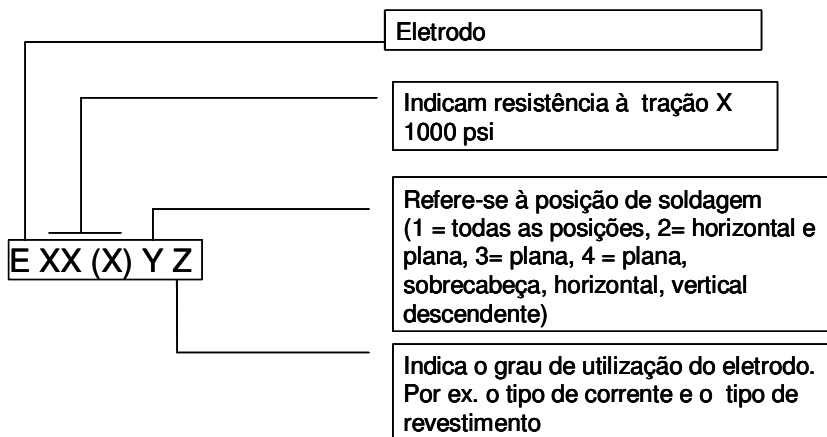 Eletrodo
Indicam resistência à tração X
1000 psi
Refere-se à posição de soldagem
(1 = todas as posições, 2= horizontal e
plana, 3= plana, 4 = plana,
sobrecabeça, horizontal, vertical
descendente)
E XX (X) Y Z
Indica o grau de utilização do eletrodo.
Por ex. o tipo de corrente e o tipo de
revestimento